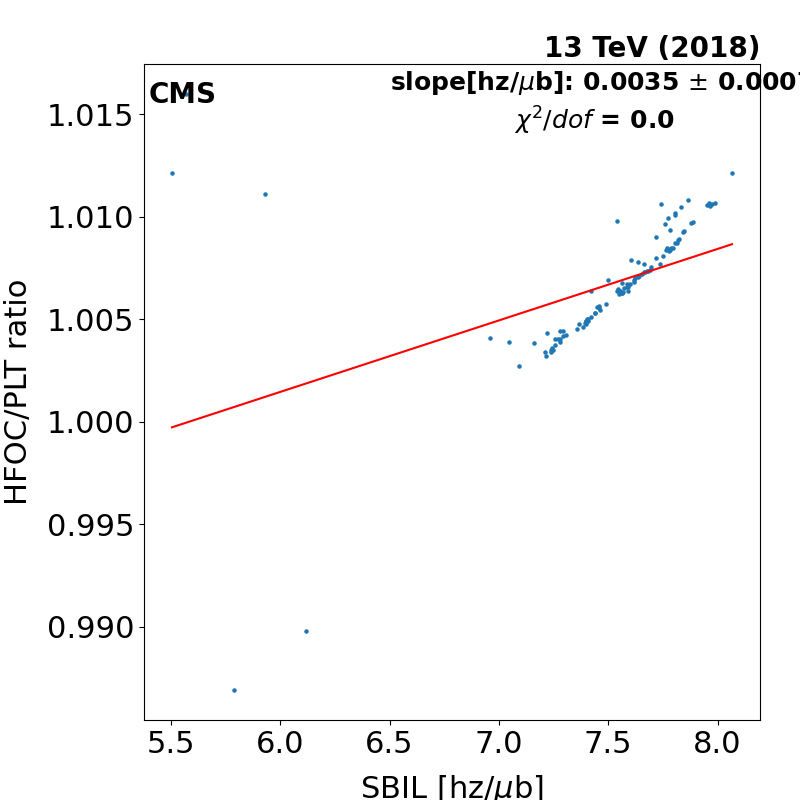 13 TeV (2018)
CMS
slope[hz/μb]: 0.0035 ± 0.0007
χ²/dof = 0.0
HFOC/PLT ratio
1.015
1.010
1.005
1.000
0.995
0.990
5.5 6.0 6.5 7.0 7.5 8.0
SBIL [hz/μb]